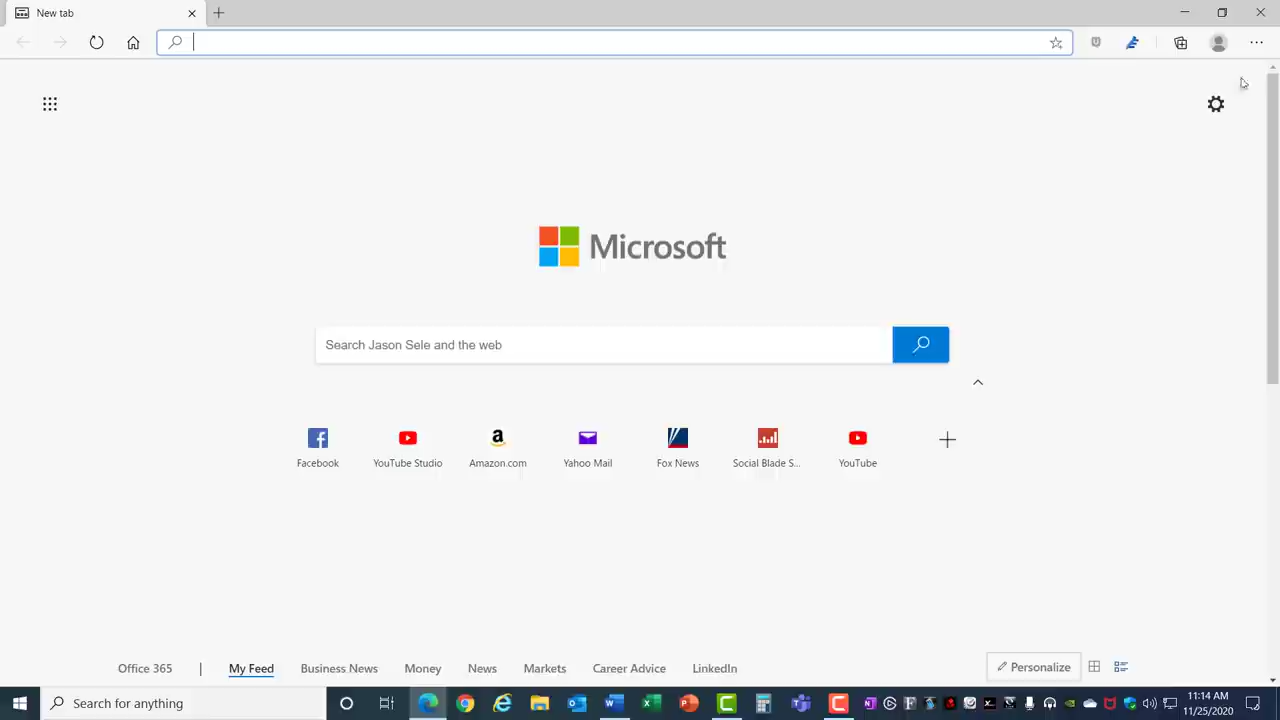 New tab
Microsoft
Search Jason Sele and the web
Facebook
YouTube Studio
Amazon.com
Yahoo Mail
Fox News
Social Blade S...
YouTube
Office 365 | My Feed Business News Money News Markets Career Advice LinkedIn
Personalize
Search for anything
11:14 AM
11/25/2020